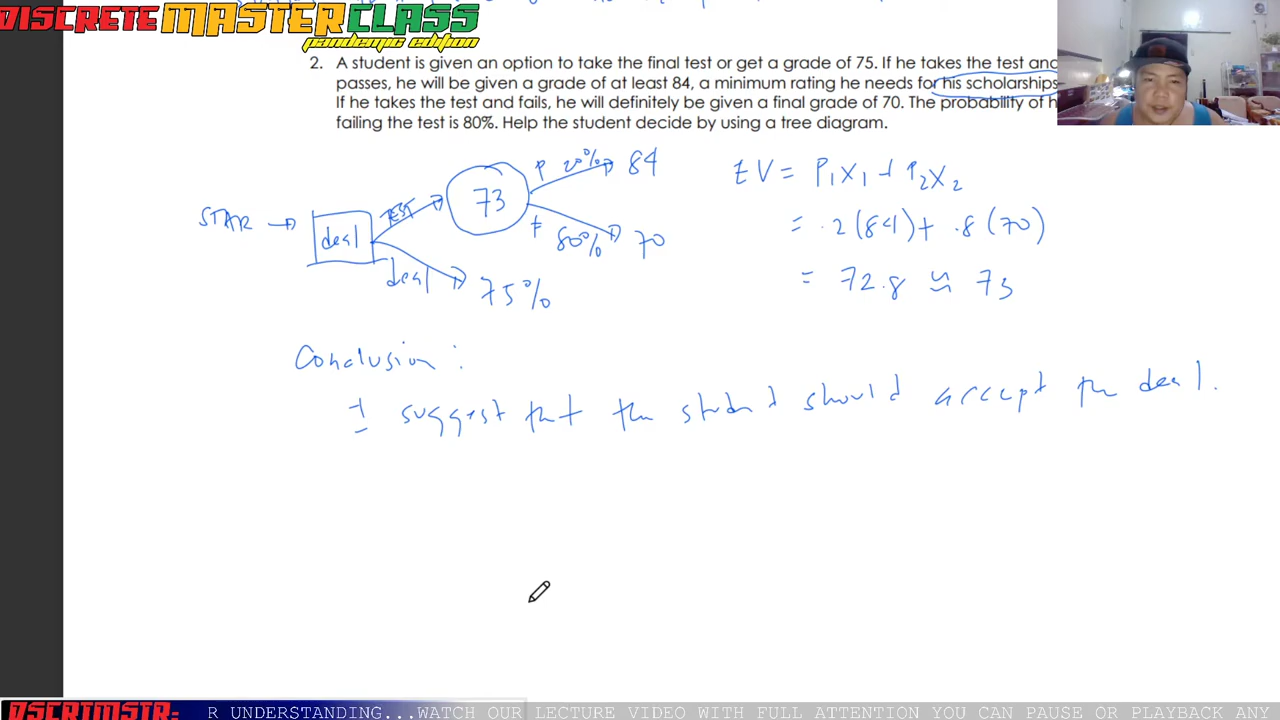 DISCRETE MASTERCLASS
pandemic edition
2. A student is given an option to take the final test or get a grade of 75. If he takes the test and
passes, he will be given a grade of at least 84, a minimum rating he needs for his scholarships
If he takes the test and fails, he will definitely be given a final grade of 70. The probability of h
failing the test is 80%. Help the student decide by using a tree diagram.
STAR → deal
TEST
73
P 20% 84
F 80% 70
deal 75%
EV = P1X1 + P2X2
= .2(84) + .8(70)
= 72.8 ≈ 73
Conclusion:
I suggest that the student should accept the deal.
DSCRTMSTR:
R UNDERSTANDING...WATCH OUR LECTURE VIDEO WITH FULL ATTENTION YOU CAN PAUSE OR PLAYBACK ANY